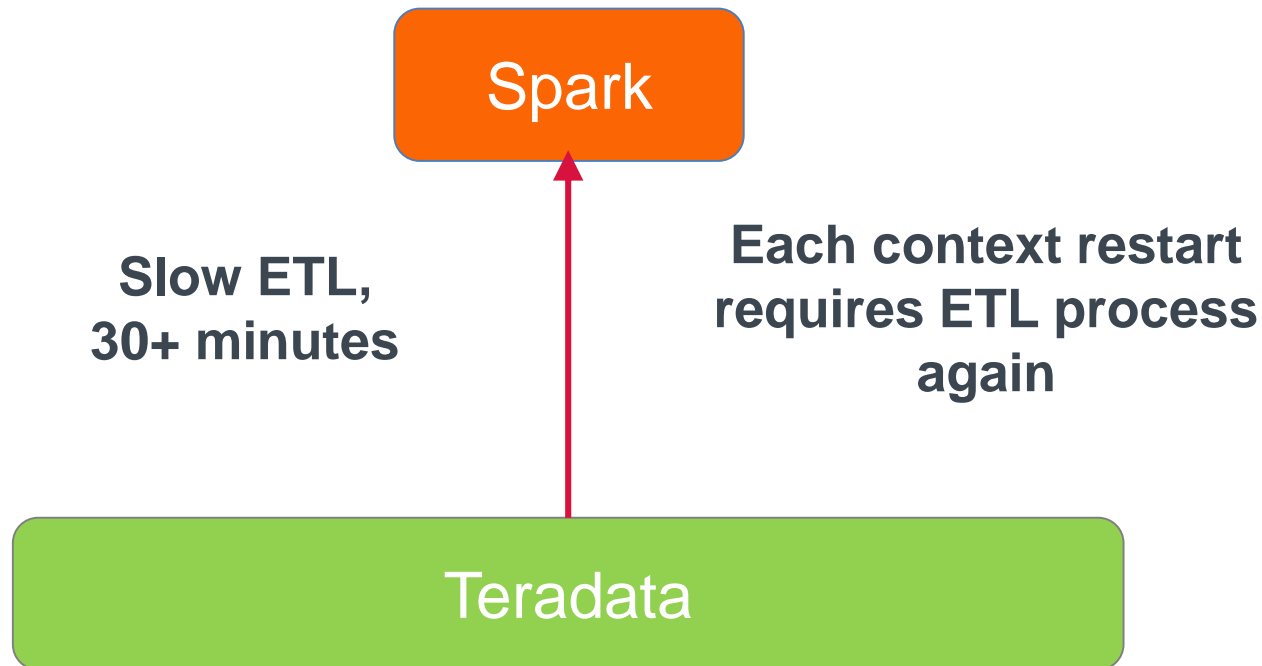 Spark
Slow ETL,
30+ minutes
Each context restart
requires ETL process
again
Teradata